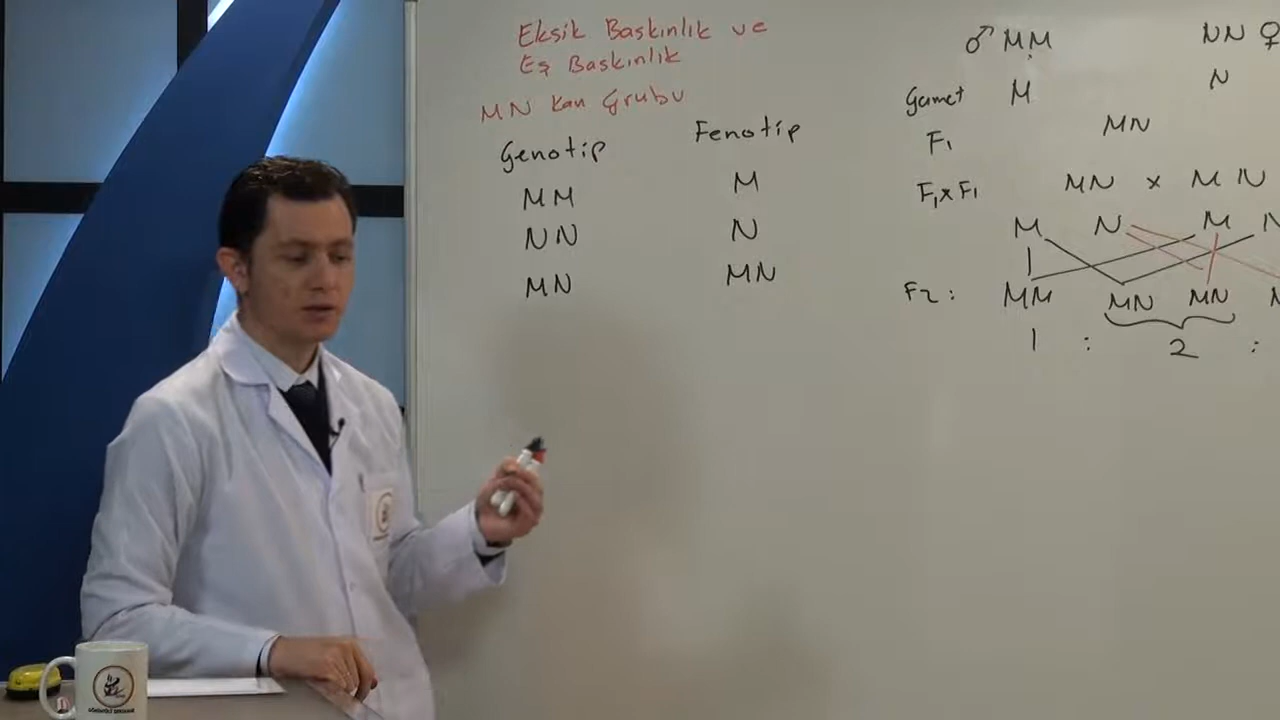 Eksik Baskınlık ve
Eş Baskınlık
MN Kan Grubu
Genotip Fenotip
MM M
NN N
MN MN
♂ MM NN ♀
Gamet M N
F1 MN
F1xF1 MN x MN
M N M N
F2: MM MN MN
1 : 2 :